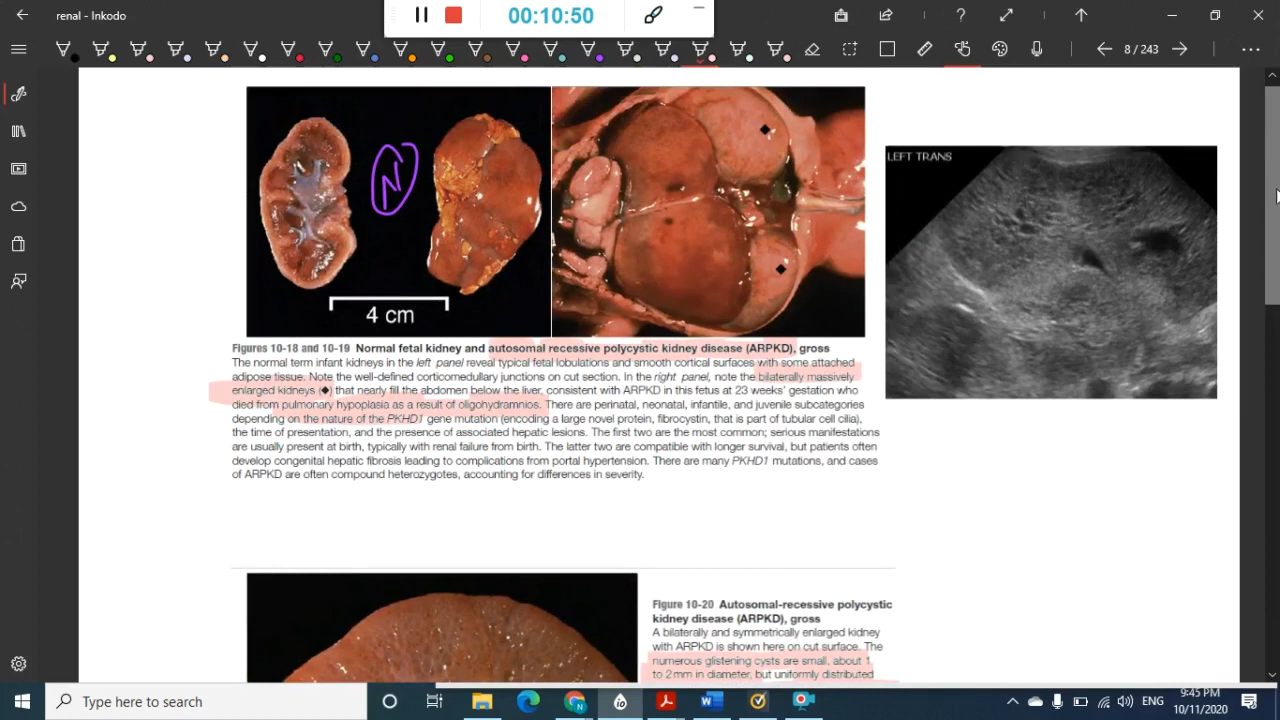 renal - Inkodo
00:10:50
8 / 243
N
4 cm
LEFT TRANS
Figures 10-18 and 10-19 Normal fetal kidney and autosomal recessive polycystic kidney disease (ARPKD), gross
The normal term infant kidneys in the left panel reveal typical fetal lobulations and smooth cortical surfaces with some attached
adipose tissue. Note the well-defined corticomedullary junctions on cut section. In the right panel, note the bilaterally massively
enlarged kidneys (◆) that nearly fill the abdomen below the liver, consistent with ARPKD in this fetus at 23 weeks' gestation who
died from pulmonary hypoplasia as a result of oligohydramnios. There are perinatal, neonatal, infantile, and juvenile subcategories
depending on the nature of the PKHD1 gene mutation (encoding a large novel protein, fibrocystin, that is part of tubular cell cilia),
the time of presentation, and the presence of associated hepatic lesions. The first two are the most common; serious manifestations
are usually present at birth, typically with renal failure from birth. The latter two are compatible with longer survival, but patients often
develop congenital hepatic fibrosis leading to complications from portal hypertension. There are many PKHD1 mutations, and cases
of ARPKD are often compound heterozygotes, accounting for differences in severity.
Figure 10-20 Autosomal-recessive polycystic
kidney disease (ARPKD), gross
A bilaterally and symmetrically enlarged kidney
with ARPKD is shown here on cut surface. The
numerous glistening cysts are small, about 1
to 2 mm in diameter, but uniformly distributed
Type here to search
ENG
9:45 PM
10/11/2020